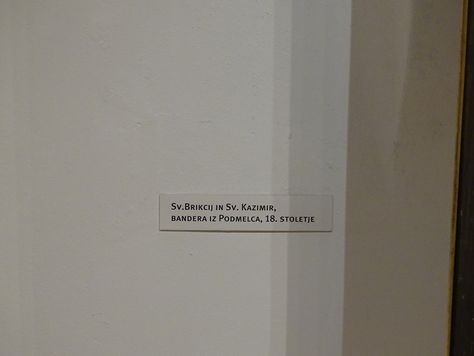 Sv.Brikcij in Sv. Kazimir,
bandera iz Podmelca, 18. stoletje